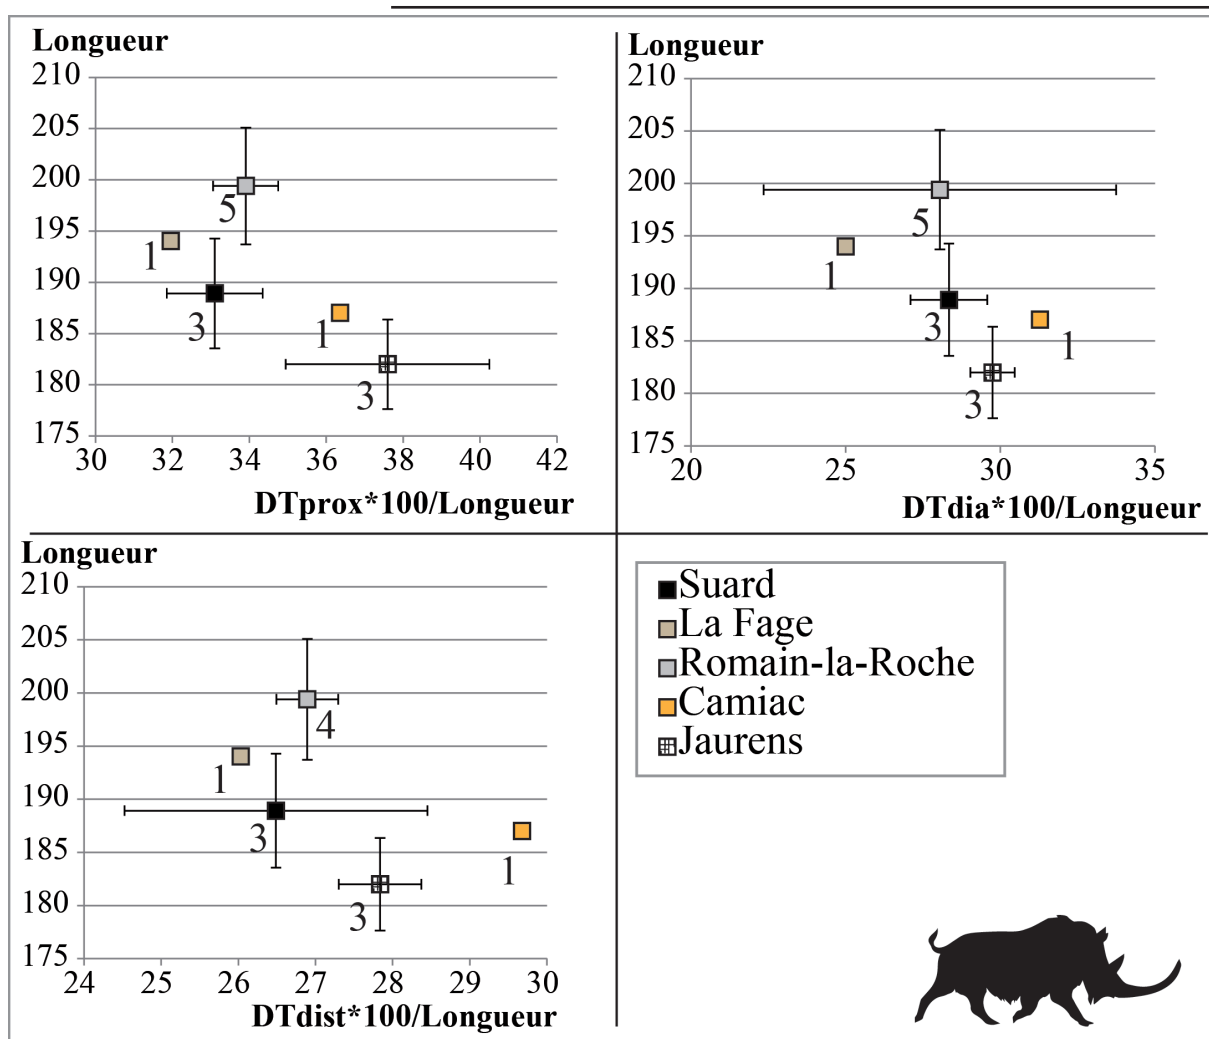 Longueur
210
205
200
195
190
185
180
175
5
1
3
1
3
30 32 34 36 38 40 42
DTprox*100/Longueur
Longueur
210
205
200
195
190
185
180
175
5
1
3
1
3
20 25 30 35
DTdia*100/Longueur
Longueur
210
205
200
195
190
185
180
175
4
1
3
1
3
24 25 26 27 28 29 30
DTdist*100/Longueur
Suard
La Fage
Romain-la-Roche
Camiac
Jaurens